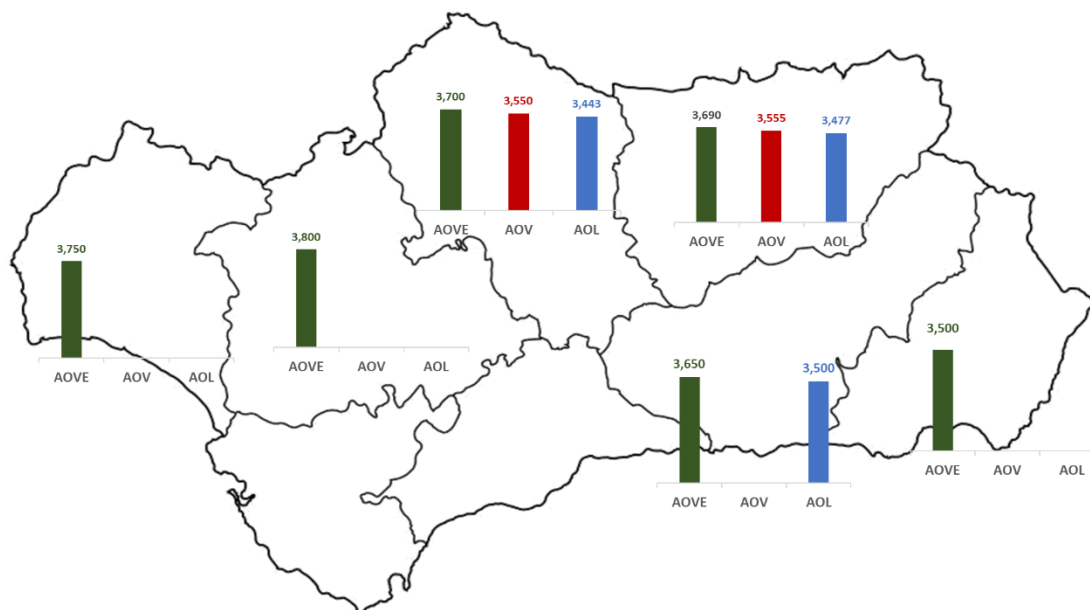 3,700 3,550 3,443
AOVE AOV AOL
3,690 3,555 3,477
AOVE AOV AOL
3,750
AOVE AOV AOL
3,800
AOVE AOV AOL
3,650 3,500
AOVE AOV AOL
3,500
AOVE AOV AOL